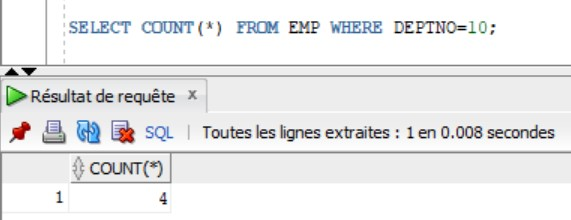 SELECT COUNT(*) FROM EMP WHERE DEPTNO=10;
Résultat de requête x
SQL | Toutes les lignes extraites : 1 en 0.008 secondes
COUNT(*)
1 4